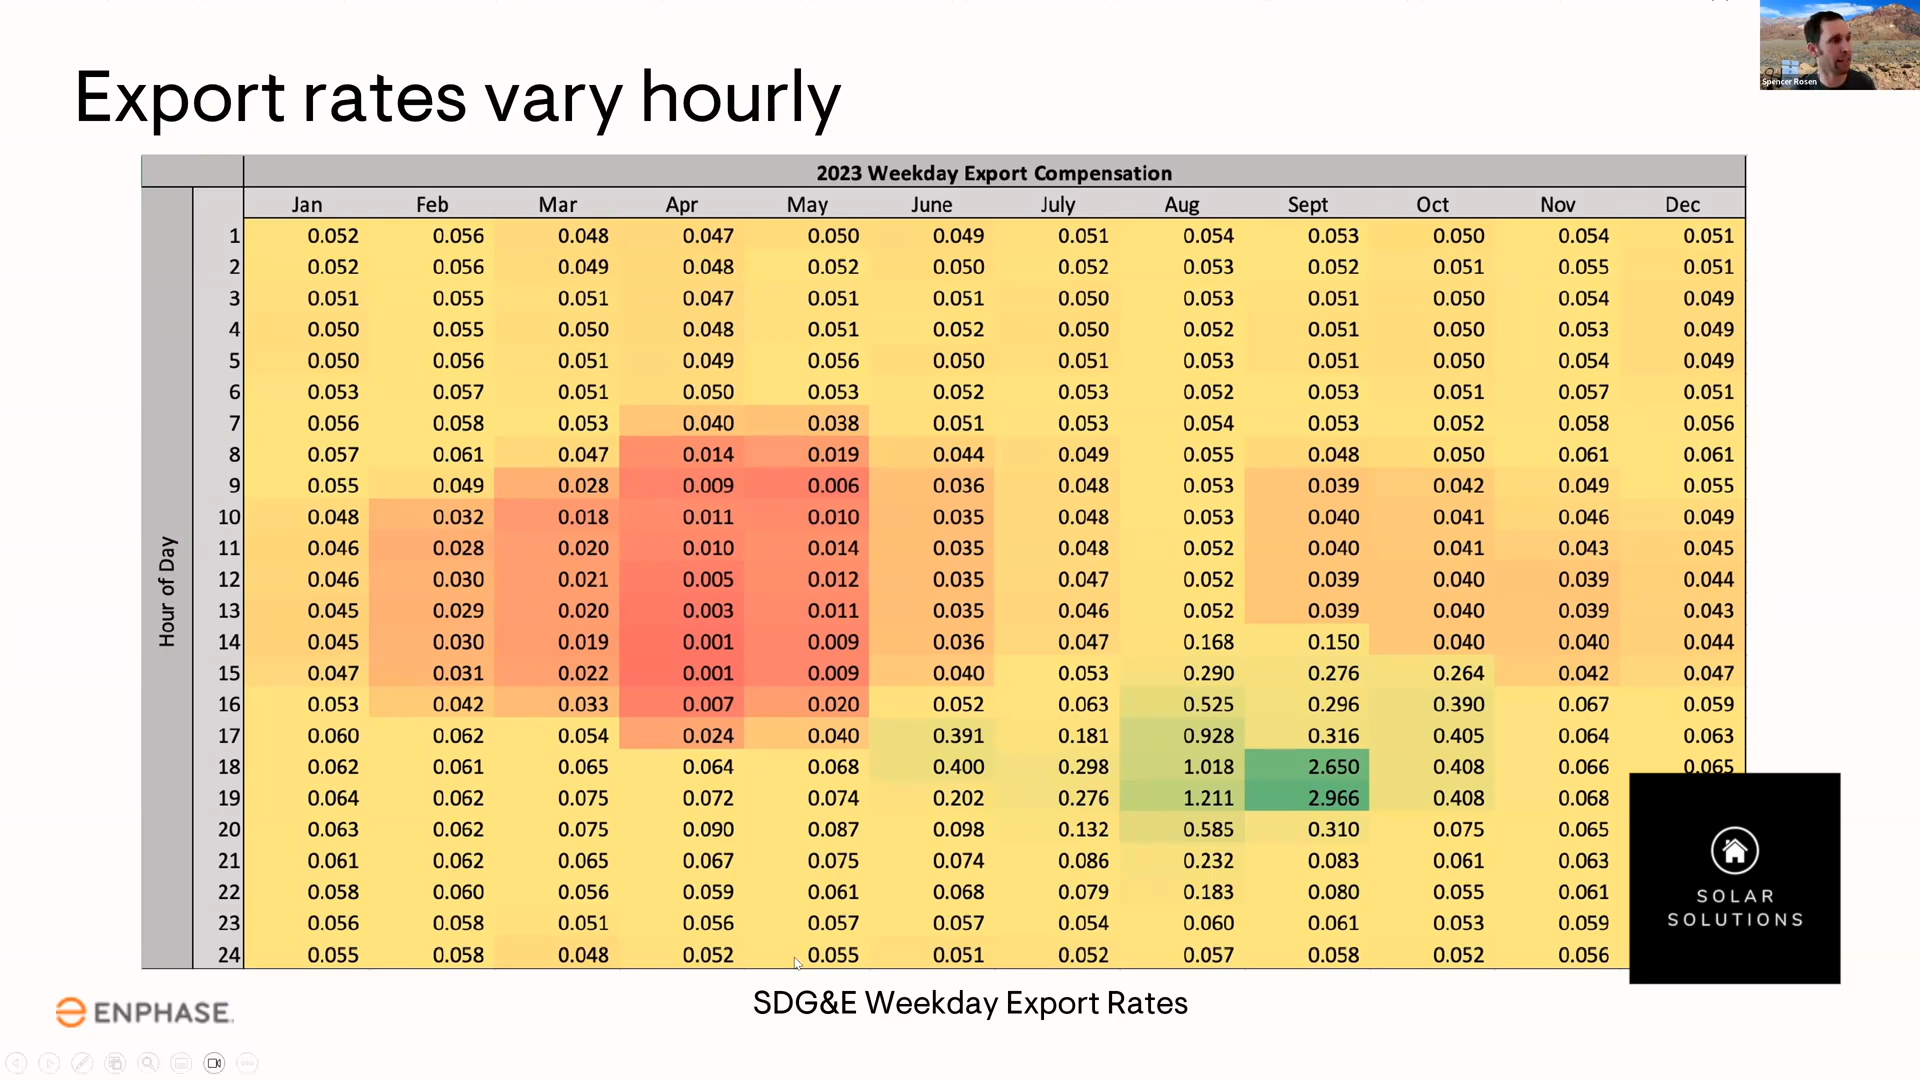 Spencer Rosen
Export rates vary hourly
2023 Weekday Export Compensation
Jan Feb Mar Apr May June July Aug Sept Oct Nov Dec
Hour of Day
1 0.052 0.056 0.048 0.047 0.050 0.049 0.051 0.054 0.053 0.050 0.054 0.051
2 0.052 0.056 0.049 0.048 0.052 0.050 0.052 0.053 0.052 0.051 0.055 0.051
3 0.051 0.055 0.051 0.047 0.051 0.051 0.050 0.053 0.051 0.050 0.054 0.049
4 0.050 0.055 0.050 0.048 0.051 0.052 0.050 0.052 0.051 0.050 0.053 0.049
5 0.050 0.056 0.051 0.049 0.056 0.050 0.051 0.053 0.051 0.050 0.054 0.049
6 0.053 0.057 0.051 0.050 0.053 0.052 0.053 0.052 0.053 0.051 0.057 0.051
7 0.056 0.058 0.053 0.040 0.038 0.051 0.053 0.054 0.053 0.052 0.058 0.056
8 0.057 0.061 0.047 0.014 0.019 0.044 0.049 0.055 0.048 0.050 0.061 0.061
9 0.055 0.049 0.028 0.009 0.006 0.036 0.048 0.053 0.039 0.042 0.049 0.055
10 0.048 0.032 0.018 0.011 0.010 0.035 0.048 0.053 0.040 0.041 0.046 0.049
11 0.046 0.028 0.020 0.010 0.014 0.035 0.048 0.052 0.040 0.041 0.043 0.045
12 0.046 0.030 0.021 0.005 0.012 0.035 0.047 0.052 0.039 0.040 0.039 0.044
13 0.045 0.029 0.020 0.003 0.011 0.035 0.046 0.052 0.039 0.040 0.039 0.043
14 0.045 0.030 0.019 0.001 0.009 0.036 0.047 0.168 0.150 0.040 0.040 0.044
15 0.047 0.031 0.022 0.001 0.009 0.040 0.053 0.290 0.276 0.264 0.042 0.047
16 0.053 0.042 0.033 0.007 0.020 0.052 0.063 0.525 0.296 0.390 0.067 0.059
17 0.060 0.062 0.054 0.024 0.040 0.391 0.181 0.928 0.316 0.405 0.064 0.063
18 0.062 0.061 0.065 0.064 0.068 0.400 0.298 1.018 2.650 0.408 0.066 0.065
19 0.064 0.062 0.075 0.072 0.074 0.202 0.276 1.211 2.966 0.408 0.068
20 0.063 0.062 0.075 0.090 0.087 0.098 0.132 0.585 0.310 0.075 0.065
21 0.061 0.062 0.065 0.067 0.075 0.074 0.086 0.232 0.083 0.061 0.063
22 0.058 0.060 0.056 0.059 0.061 0.068 0.079 0.183 0.080 0.055 0.061
23 0.056 0.058 0.051 0.056 0.057 0.057 0.054 0.060 0.061 0.053 0.059
24 0.055 0.058 0.048 0.052 0.055 0.051 0.052 0.057 0.058 0.052 0.056
SOLAR
SOLUTIONS
SDG&E Weekday Export Rates
ENPHASE.